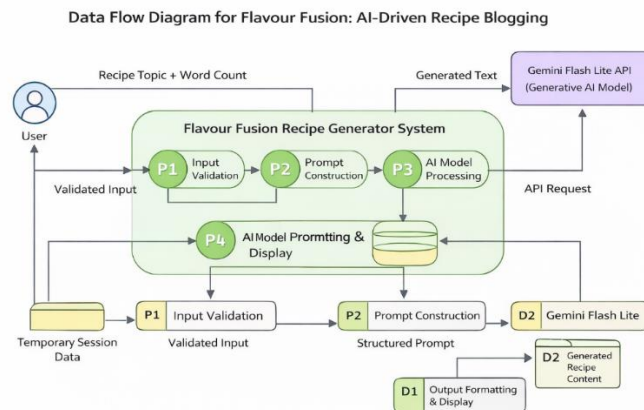 Data Flow Diagram for Flavour Fusion: AI-Driven Recipe Blogging
Recipe Topic + Word Count
Generated Text
Gemini Flash Lite API
(Generative AI Model)
User
Flavour Fusion Recipe Generator System
P1
Input
Validation
P2
Prompt
Construction
P3
AI Model
Processing
Validated Input
API Request
P4
AI Model Promtting &
Display
P1
Input Validation
P2
Prompt Construction
D2
Gemini Flash Lite
Temporary Session
Data
Validated Input
Structured Prompt
D2
Generated
Recipe
Content
D1
Output Formatting
& Display